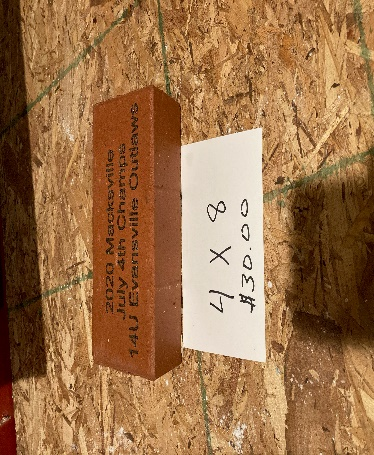 2020 Macksville
July 4th Champs
14U Evansville Outlaws
4 X 8
$30.00